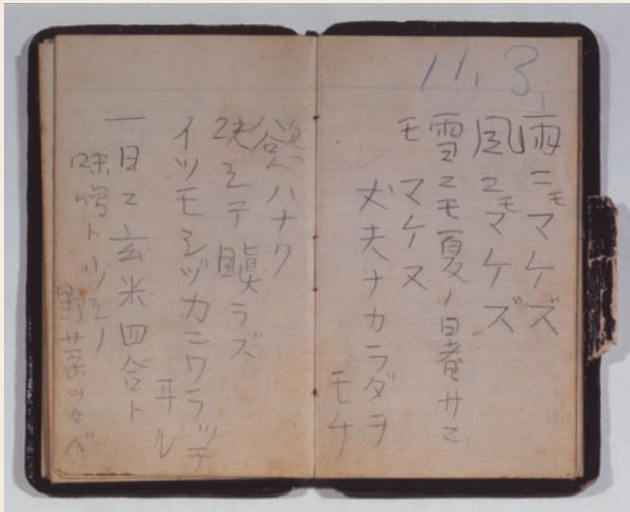 11. 3.
雨ニモマケズ
風ニモマケズ
雪ニモ夏ノ暑サニ
モ マケヌ
丈夫ナカラダヲ
モチ
慾ハナク
決シテ瞋ラズ
イツモシヅカニワラッテ
ヰル
一日ニ玄米四合ト
味噌ト少シノ
野菜ヲタベ